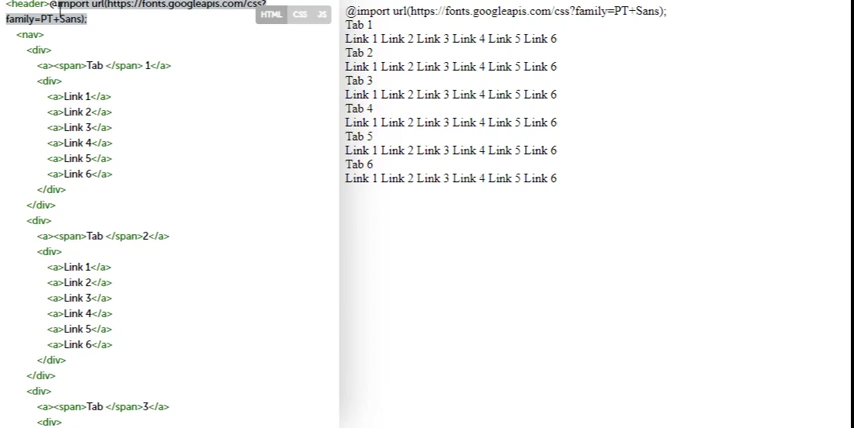 <header>@import url(https://fonts.googleapis.com/css?
family=PT+Sans);
HTML CSS JS
<nav>
<div>
<a><span>Tab </span> 1</a>
<div>
<a>Link 1</a>
<a>Link 2</a>
<a>Link 3</a>
<a>Link 4</a>
<a>Link 5</a>
<a>Link 6</a>
</div>
</div>
<div>
<a><span>Tab </span>2</a>
<div>
<a>Link 1</a>
<a>Link 2</a>
<a>Link 3</a>
<a>Link 4</a>
<a>Link 5</a>
<a>Link 6</a>
</div>
</div>
<div>
<a><span>Tab </span>3</a>
<div>
@import url(https://fonts.googleapis.com/css?family=PT+Sans);
Tab 1
Link 1 Link 2 Link 3 Link 4 Link 5 Link 6
Tab 2
Link 1 Link 2 Link 3 Link 4 Link 5 Link 6
Tab 3
Link 1 Link 2 Link 3 Link 4 Link 5 Link 6
Tab 4
Link 1 Link 2 Link 3 Link 4 Link 5 Link 6
Tab 5
Link 1 Link 2 Link 3 Link 4 Link 5 Link 6
Tab 6
Link 1 Link 2 Link 3 Link 4 Link 5 Link 6